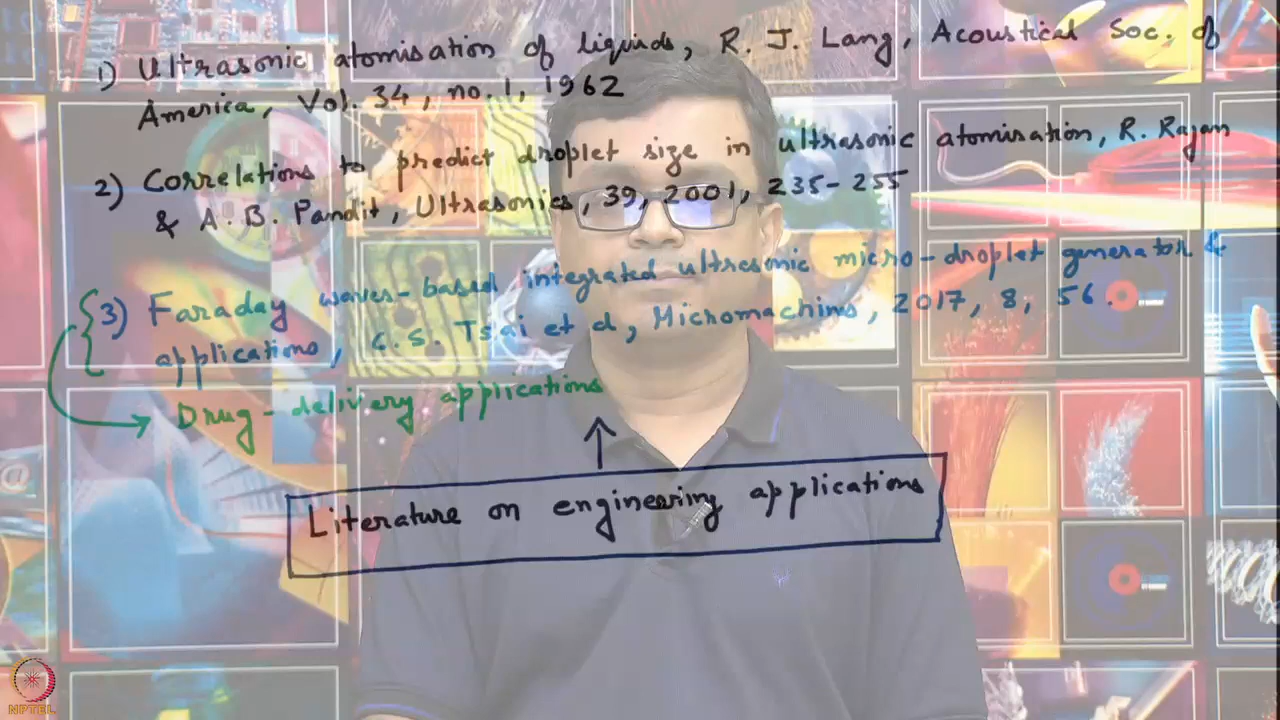 1) Ultrasonic atomisation of liquids, R. J. Lang, Acoustical Soc. of
America, Vol. 34, no. 1, 1962
2) Correlations to predict droplet size in ultrasonic atomisation, R. Rajan
& A. B. Pandit, Ultrasonics, 39, 2001, 235-255
3) Faraday waves-based integrated ultrasonic micro-droplet generator &
applications, C. S. Tsai et al, Micromachines, 2017, 8, 56.
Drug-delivery applications
Literature on engineering applications
@
NPTEL